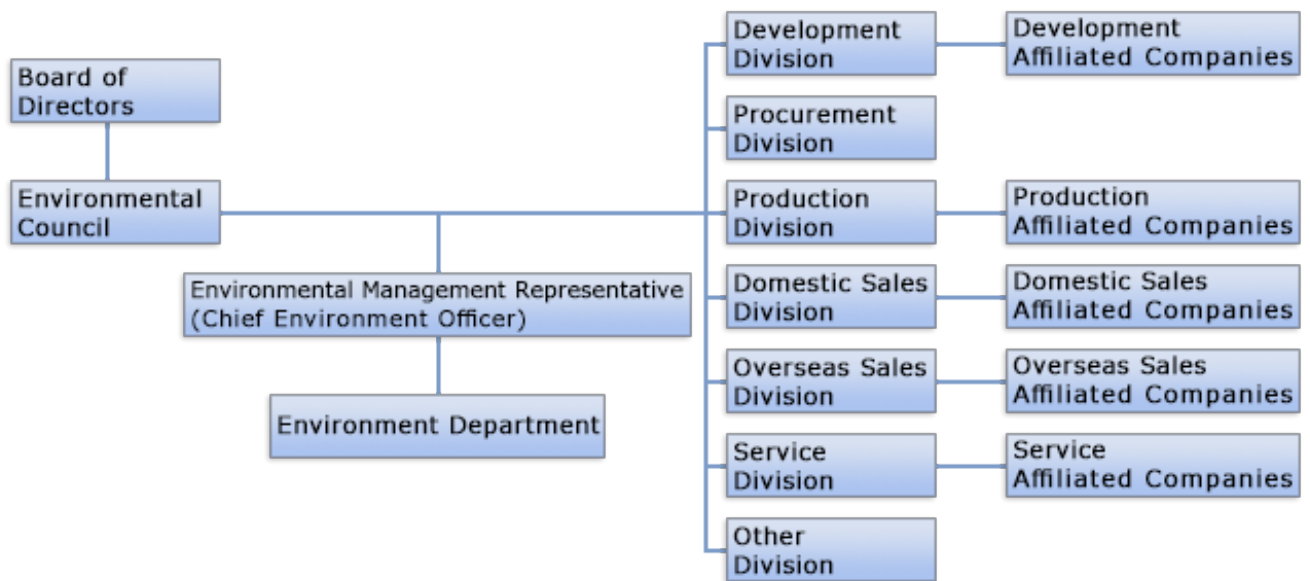 Board of
Directors
Environmental
Council
Environmental Management Representative
(Chief Environment Officer)
Environment Department
Development
Division
Development
Affiliated Companies
Procurement
Division
Production
Division
Production
Affiliated Companies
Domestic Sales
Division
Domestic Sales
Affiliated Companies
Overseas Sales
Division
Overseas Sales
Affiliated Companies
Service
Division
Service
Affiliated Companies
Other
Division